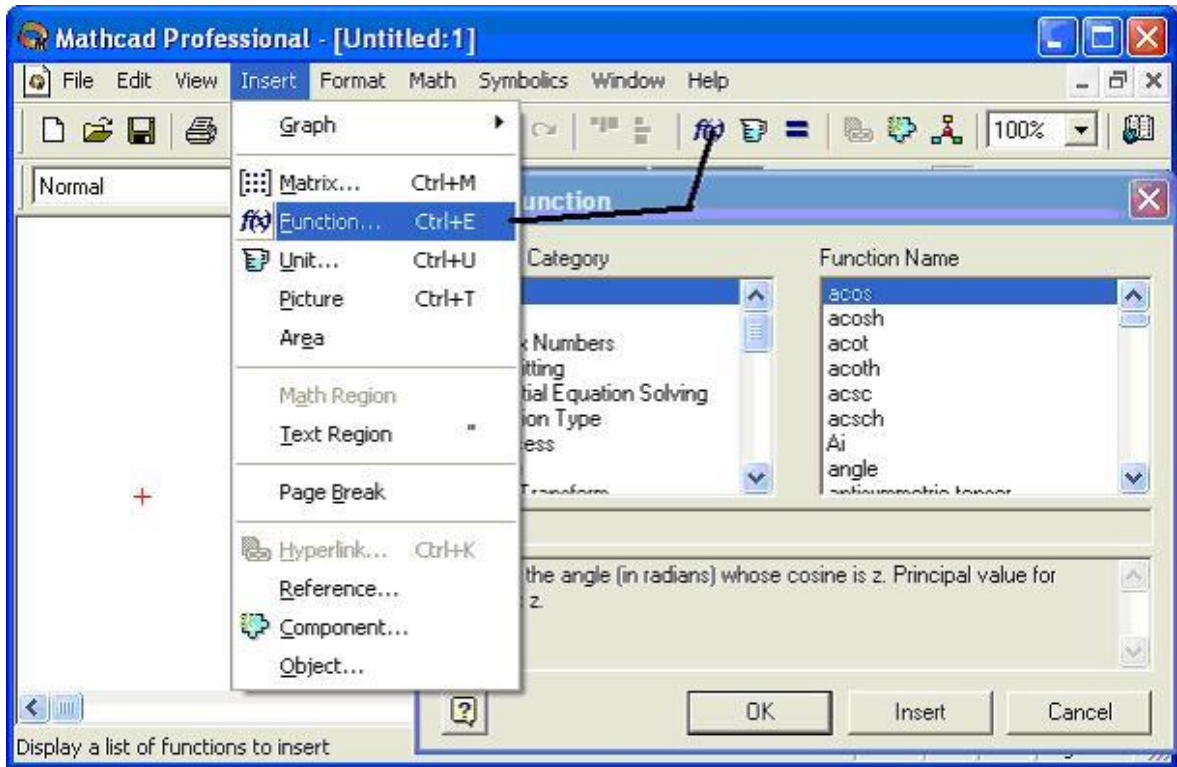 Mathcad Professional - [Untitled:1]
File Edit View Insert Format Math Symbolics Window Help
f(x) 100%
Normal
Graph
Matrix... Ctrl+M
f(x) Function... Ctrl+E
Unit... Ctrl+U
Picture Ctrl+T
Area
Math Region
Text Region "
Page Break
Hyperlink... Ctrl+K
Reference...
Component...
Object...
unction
Category
Numbers
itting
tial Equation Solving
ion Type
ess
Transform
Function Name
acos
acosh
acot
acoth
acsc
acsch
Ai
angle
antisymmetric tensor
the angle (in radians) whose cosine is z. Principal value for
z.
? OK Insert Cancel
Display a list of functions to insert